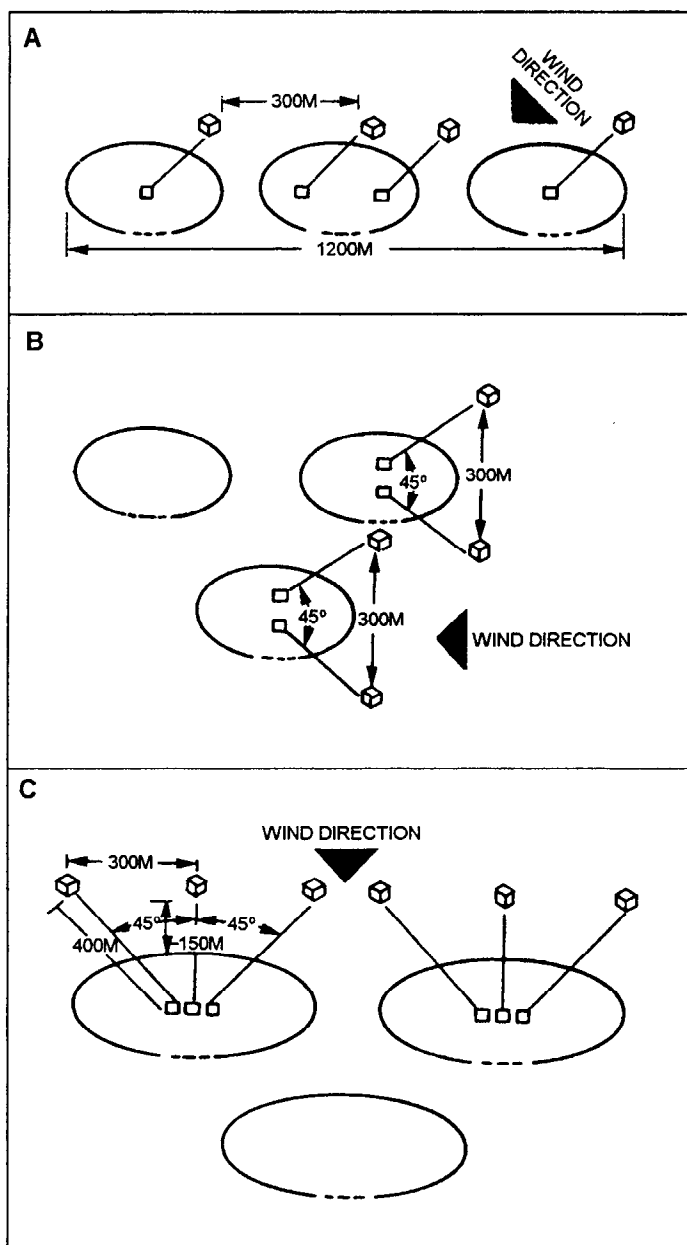 A
WIND
DIRECTION
300M
1200M
B
45°
300M
45°
300M
WIND DIRECTION
C
WIND DIRECTION
300M
45°
45°
400M
150M